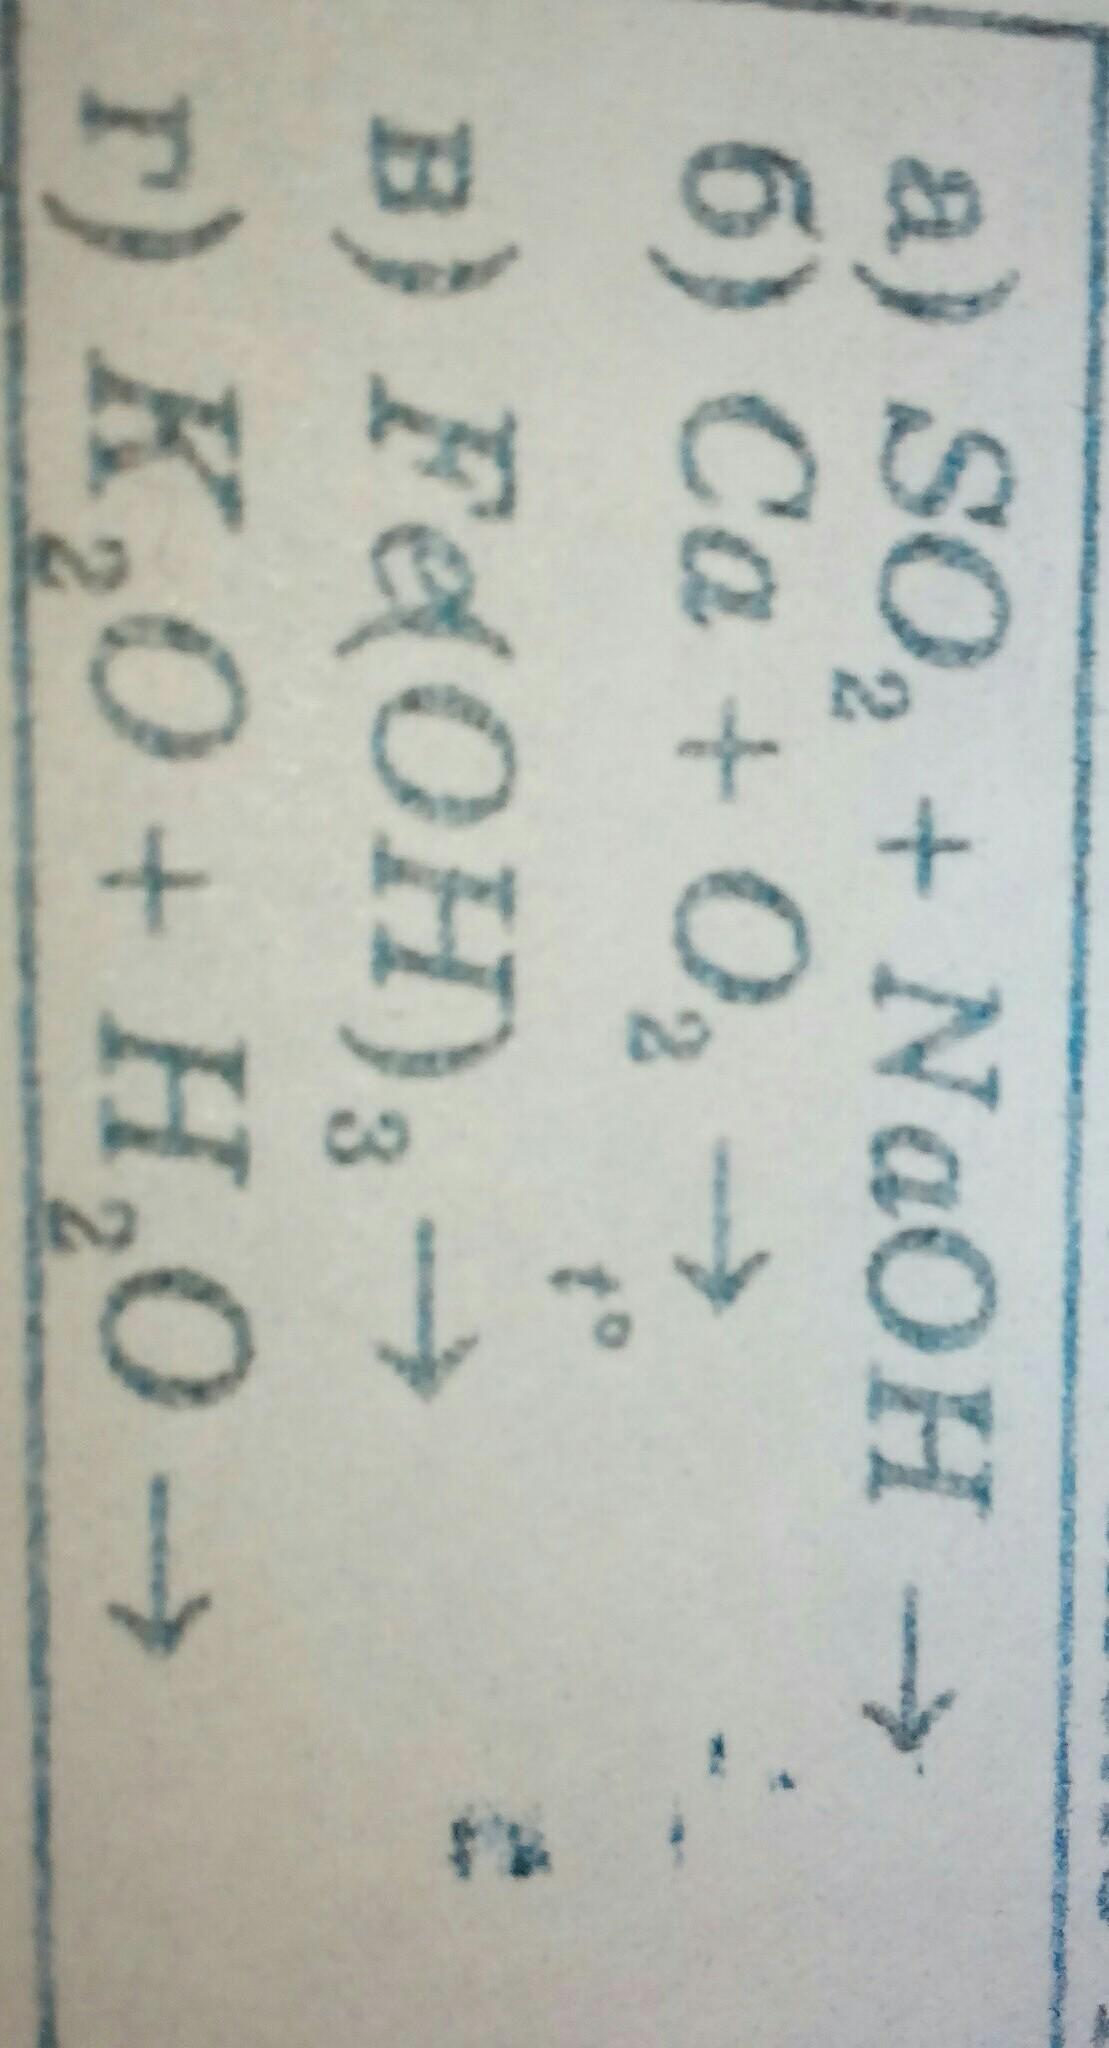 а) SO₂ + NaOH →
б) Ca + O₂ →
t°
в) Fe(OH)₃ →
г) K₂O + H₂O →